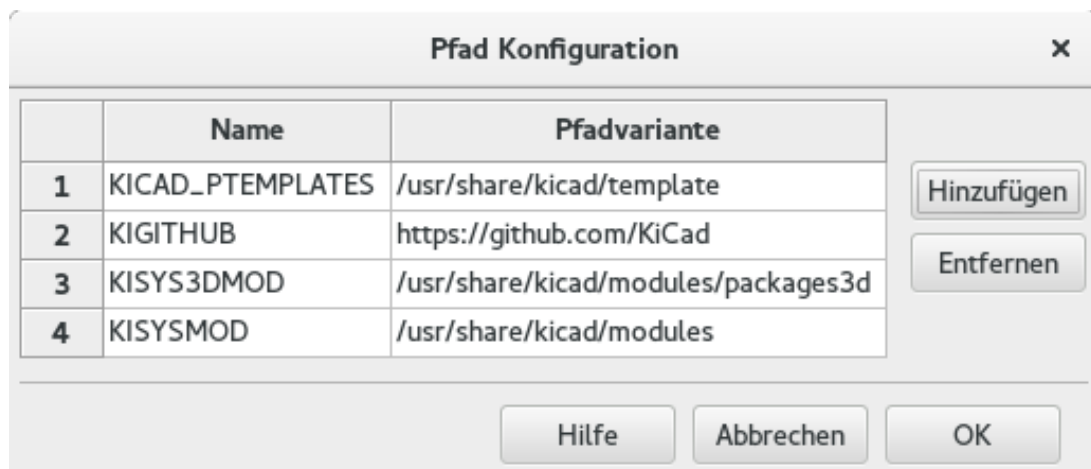 Pfad Konfiguration ×
Name Pfadvariante
1 KICAD_PTEMPLATES /usr/share/kicad/template
2 KIGITHUB https://github.com/KiCad
3 KISYS3DMOD /usr/share/kicad/modules/packages3d
4 KISYSMOD /usr/share/kicad/modules
Hinzufügen
Entfernen
Hilfe Abbrechen OK